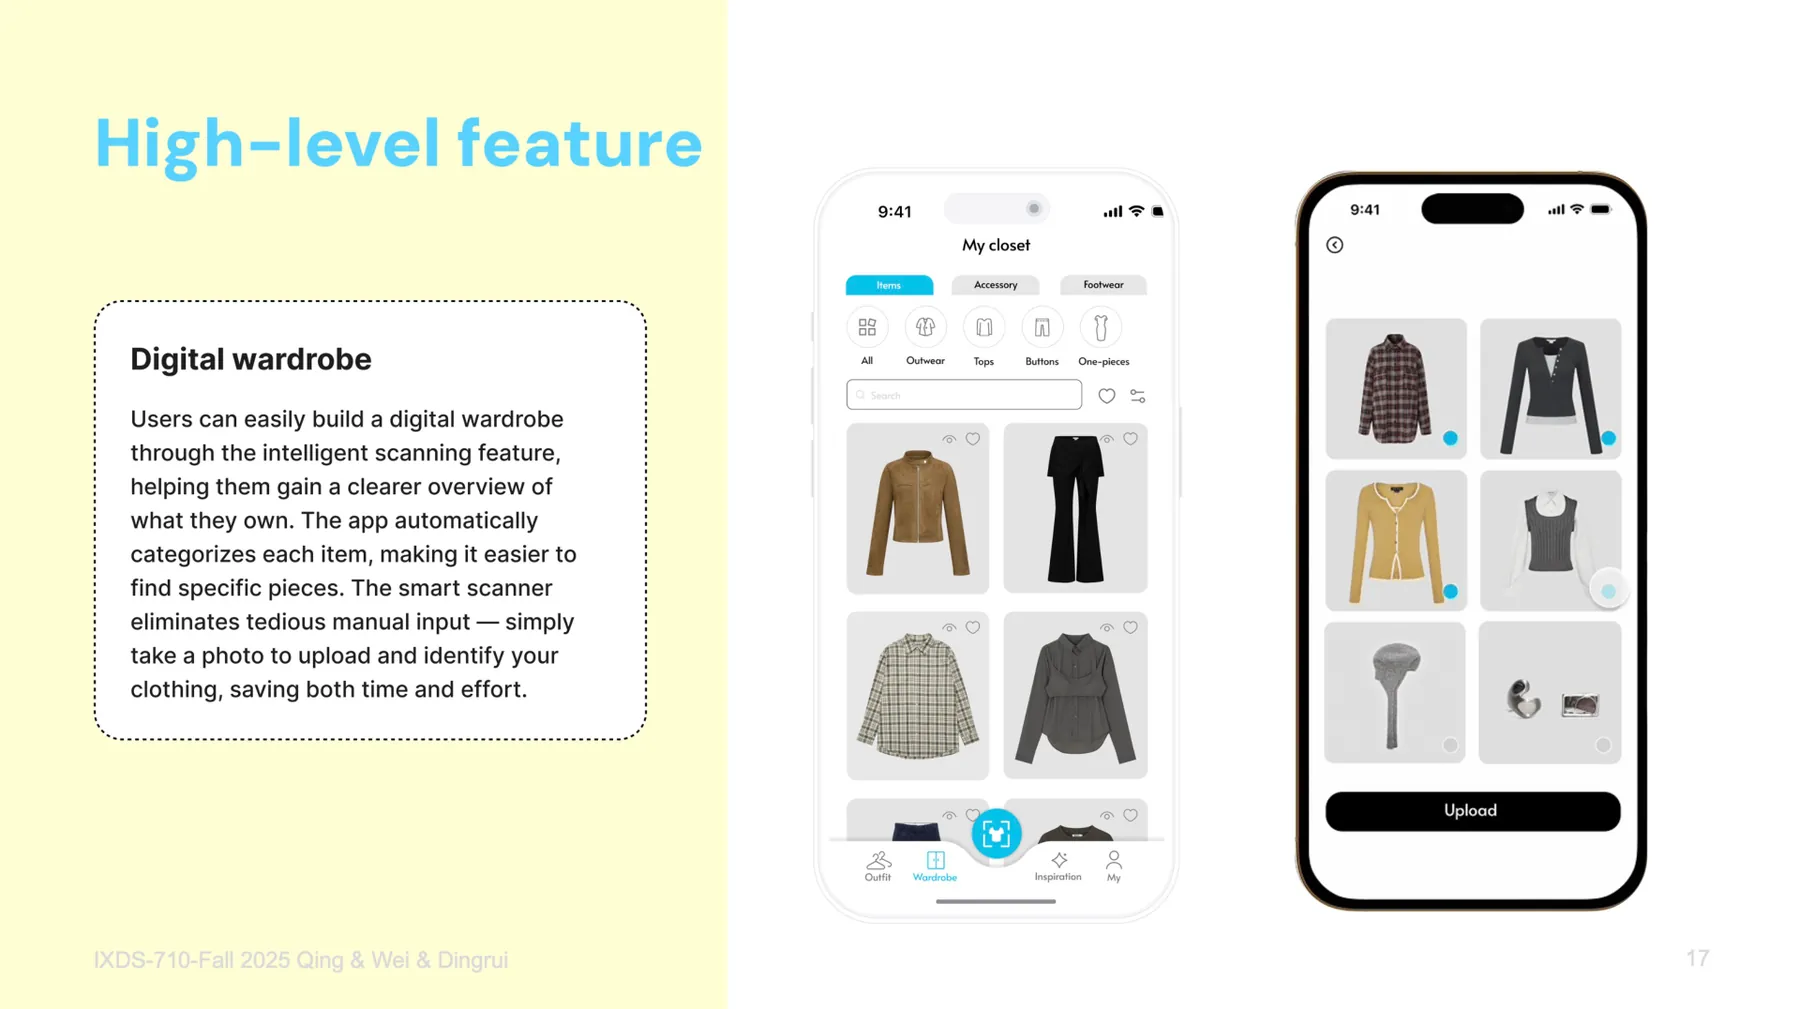 High-level feature
Digital wardrobe
Users can easily build a digital wardrobe
through the intelligent scanning feature,
helping them gain a clearer overview of
what they own. The app automatically
categorizes each item, making it easier to
find specific pieces. The smart scanner
eliminates tedious manual input — simply
take a photo to upload and identify your
clothing, saving both time and effort.
IXDS-710-Fall 2025 Qing & Wei & Dingrui
9:41
My closet
Items Accessory Footwear
All Outwear Tops Buttons One-pieces
Search
Outfit Wardrobe Inspiration My
9:41
Upload
17